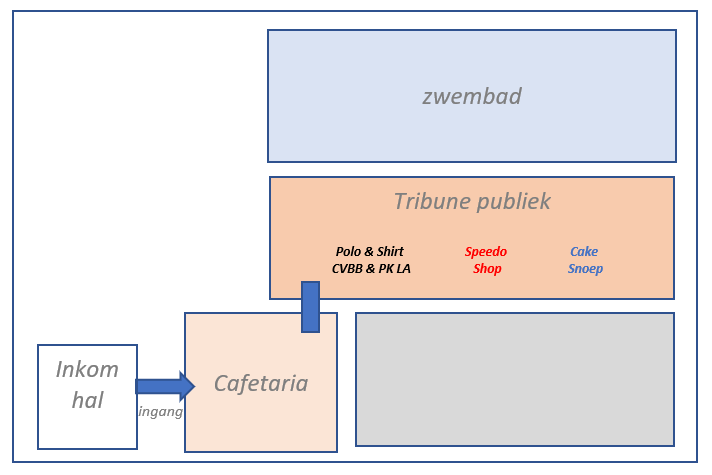 zwembad
Tribune publiek
Polo & Shirt
CVBB & PK LA
Speedo
Shop
Cake
Snoep
Inkom
hal
ingang
Cafetaria